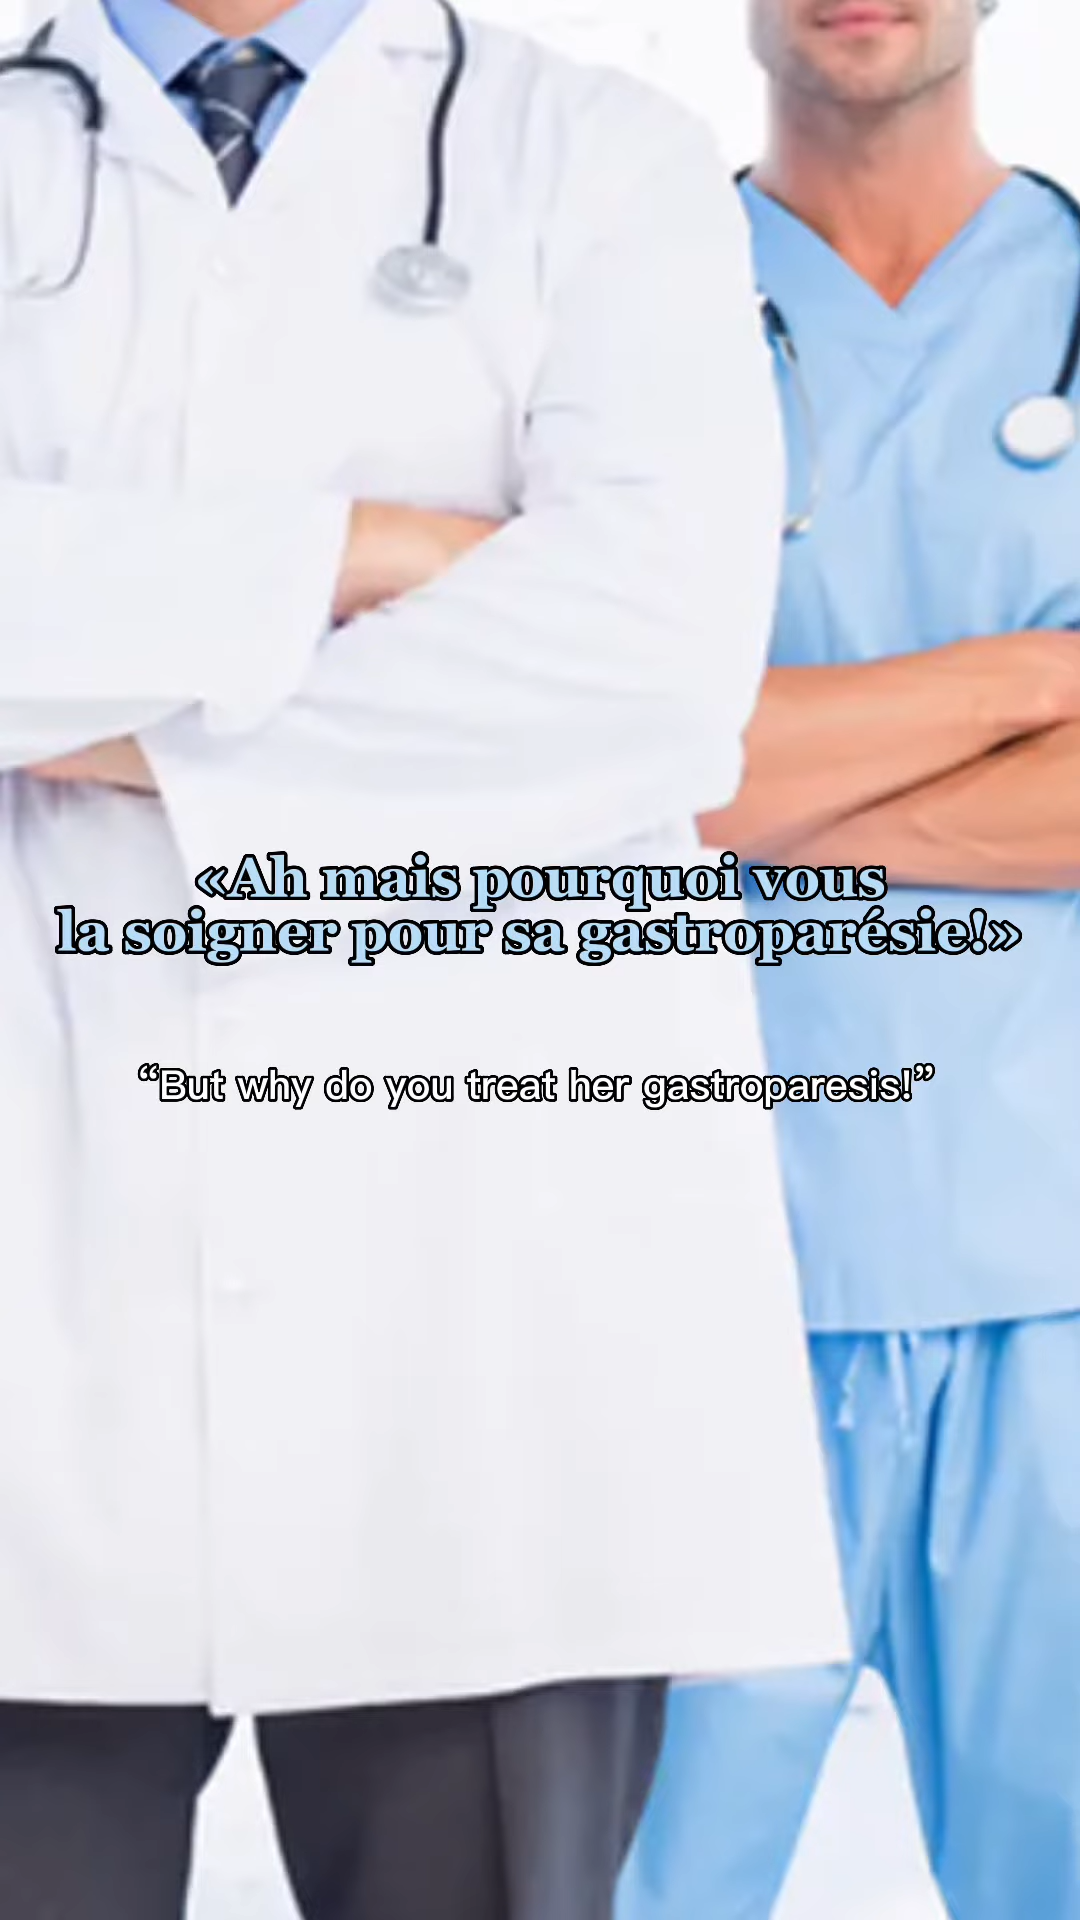 «Ah mais pourquoi vous
la soigner pour sa gastroparésie!»
“But why do you treat her gastroparesis!”